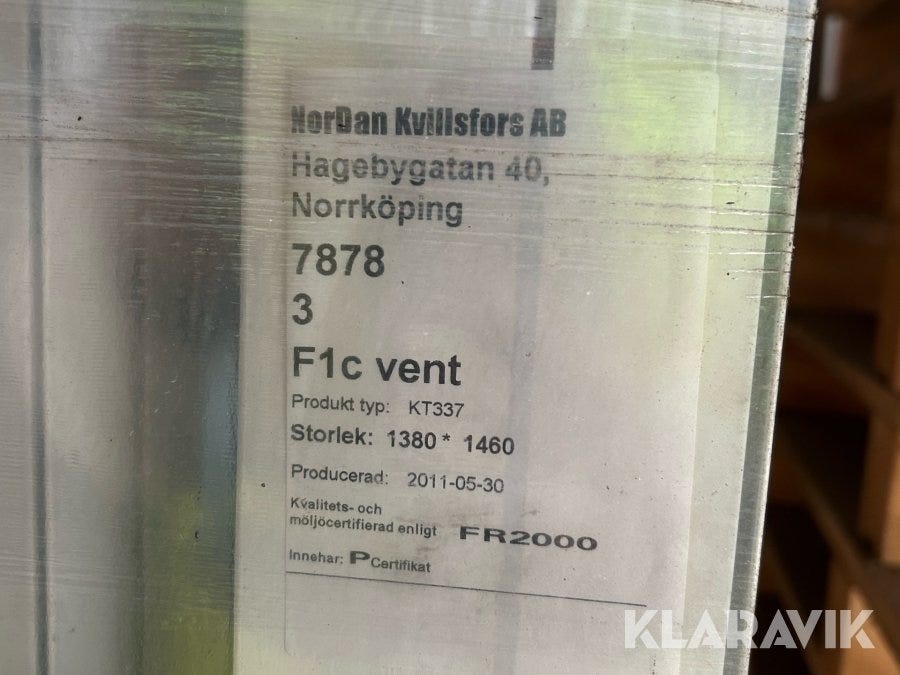 NorDan Kvillsfors AB
Hagebygatan 40,
Norrköping
7878
3
F1c vent
Produkt typ: KT337
Storlek: 1380 * 1460
Producerad: 2011-05-30
Kvalitets- och
möljöcertifierad enligt FR2000
Innehar: P Certifikat
KLARAVIK